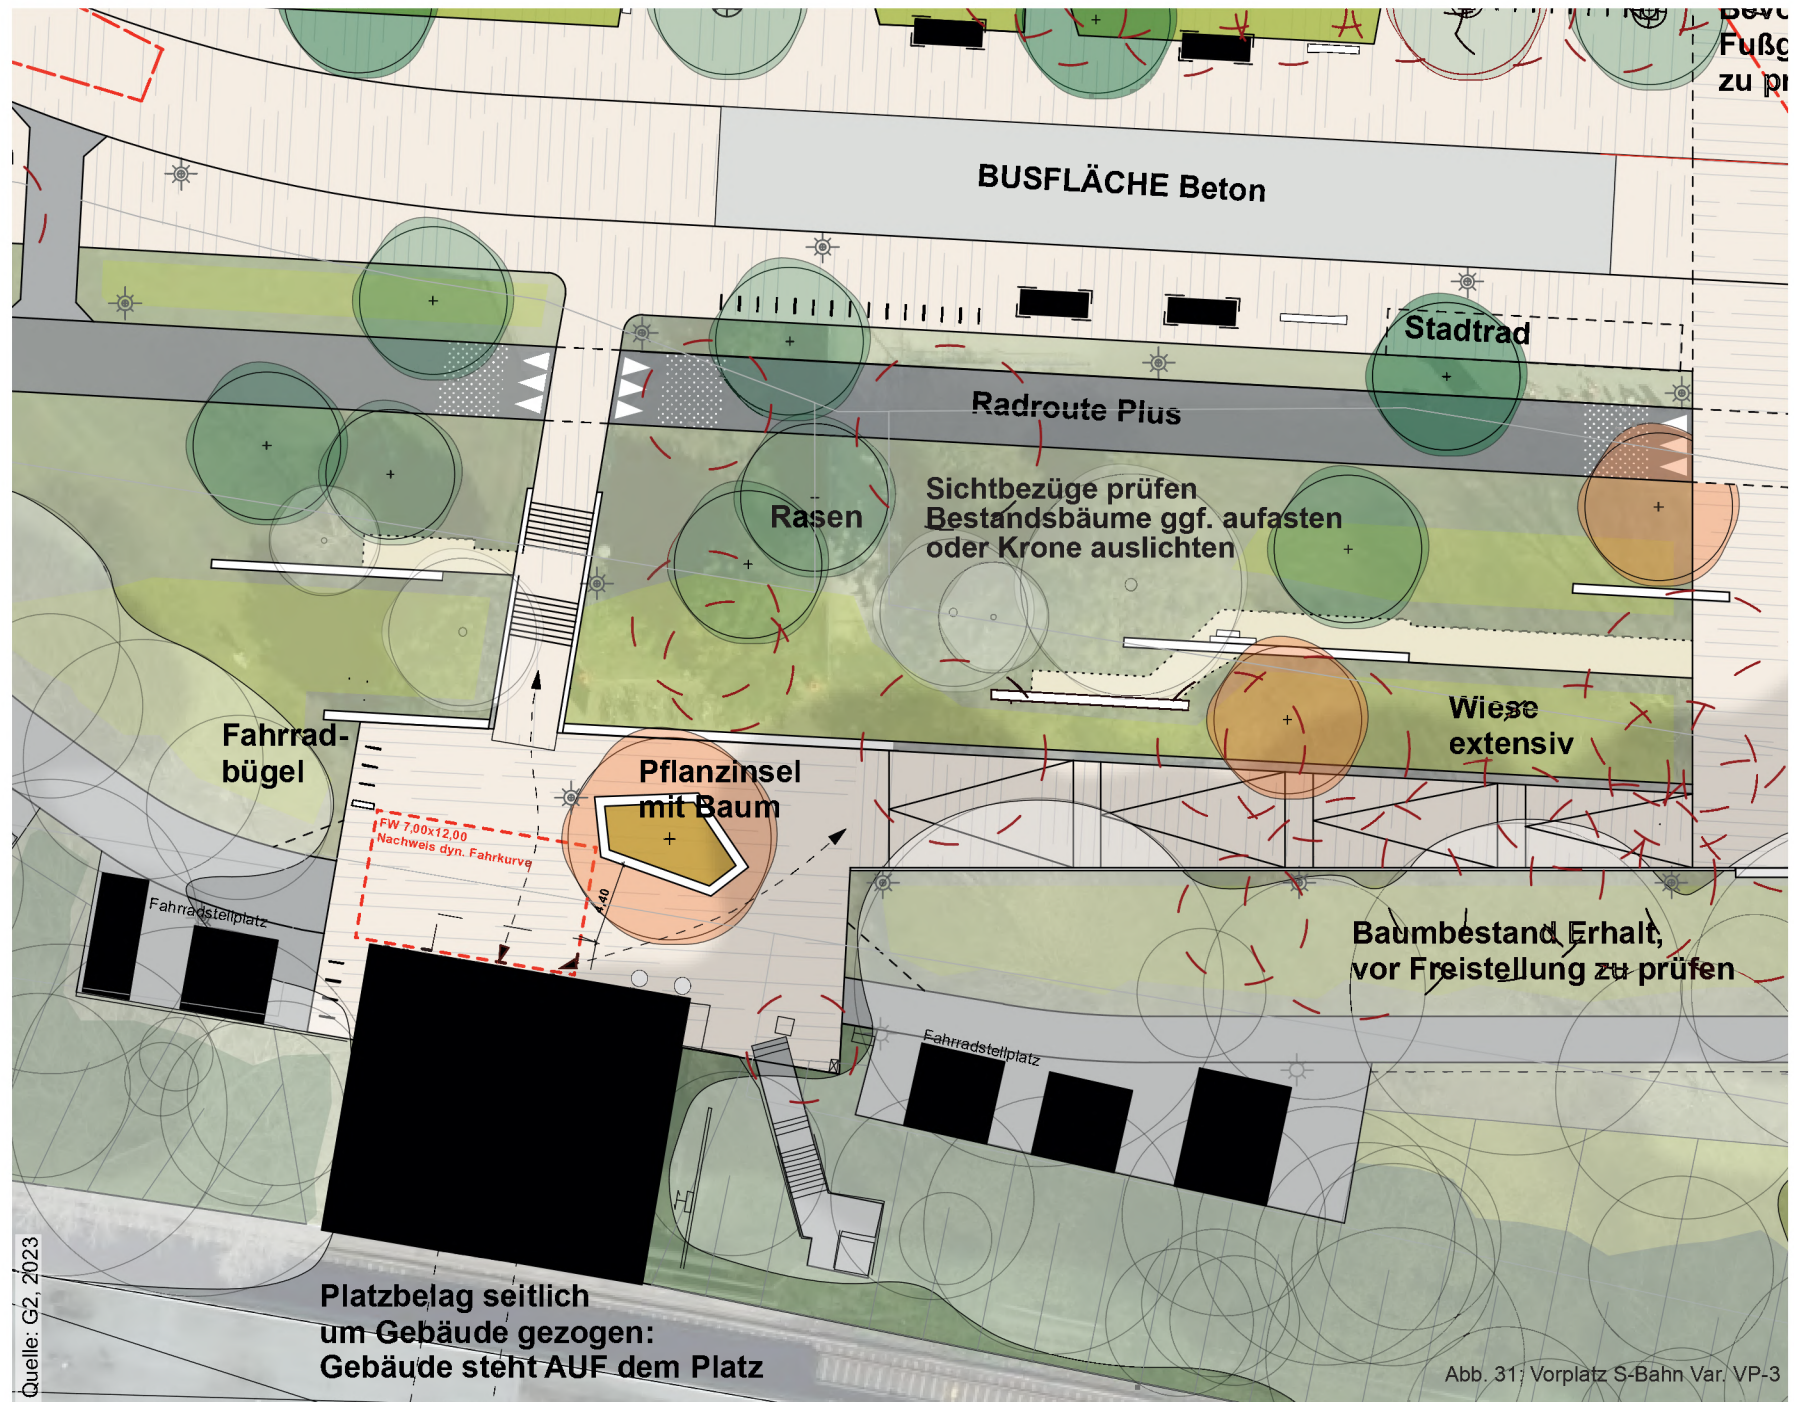 Fußg
zu pr
BUSFLÄCHE Beton
Stadtrad
Radroute Plus
Sichtbezüge prüfen
Bestandsbäume ggf. aufasten
oder Krone auslichten
Rasen
Wiese
extensiv
Fahrrad-
bügel
Pflanzinsel
mit Baum
FW 7,00x12,00
Nachweis dyn. Fahrkurve
4,40
Fahrradstellplatz
Baumbestand Erhalt,
vor Freistellung zu prüfen
Fahrradstellplatz
Platzbelag seitlich
um Gebäude gezogen:
Gebäude steht AUF dem Platz
Quelle: G2, 2023
Abb. 31: Vorplatz S-Bahn Var. VP-3